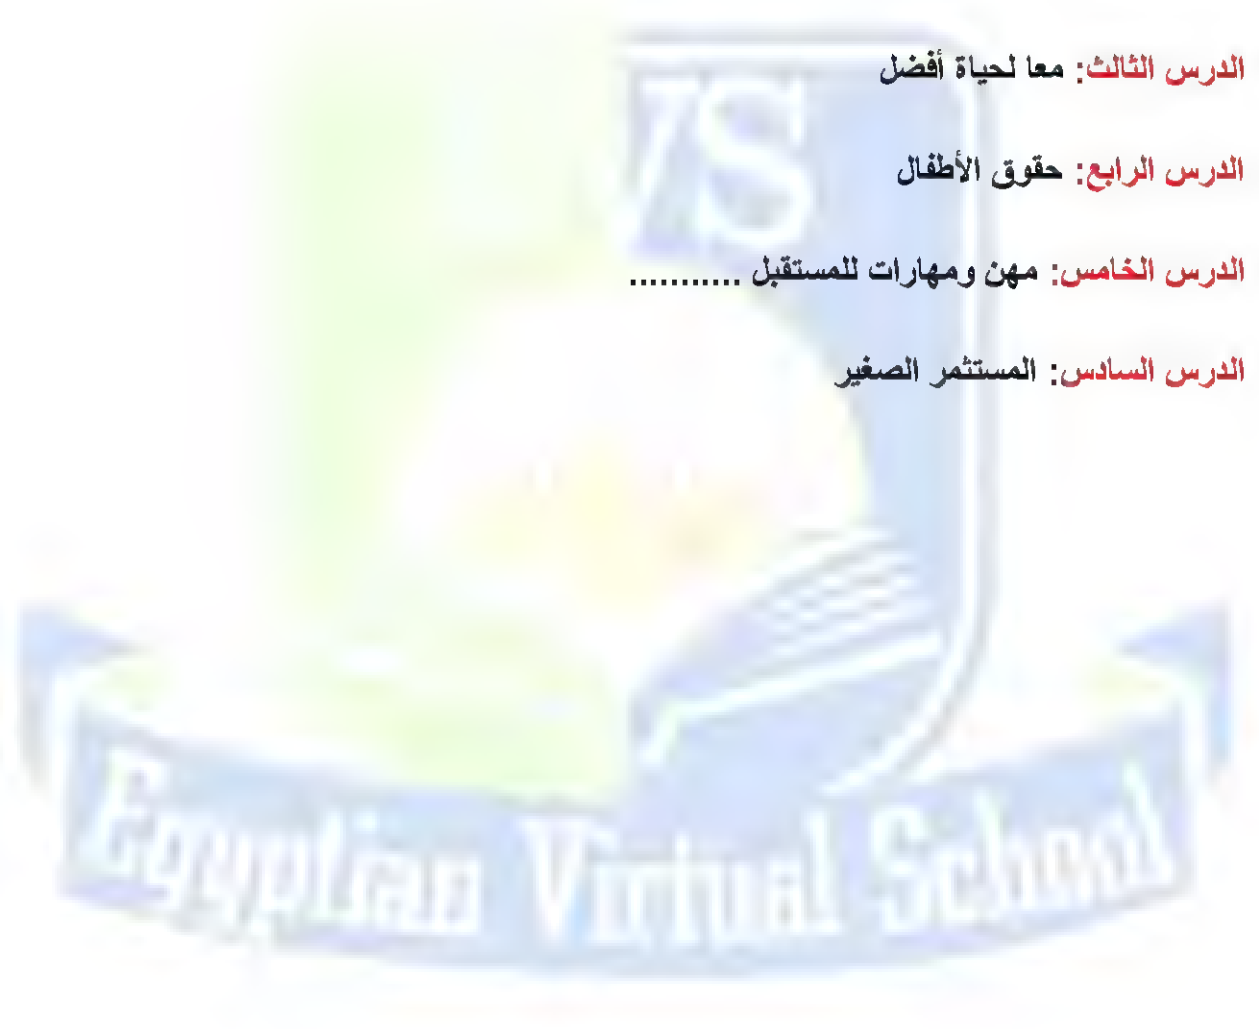 الدرس الثالث: معا لحياة أفضل
الدرس الرابع: حقوق الأطفال
الدرس الخامس: مهن ومهارات للمستقبل ...........
الدرس السادس: المستثمر الصغير
VS
Egyptian Virtual School